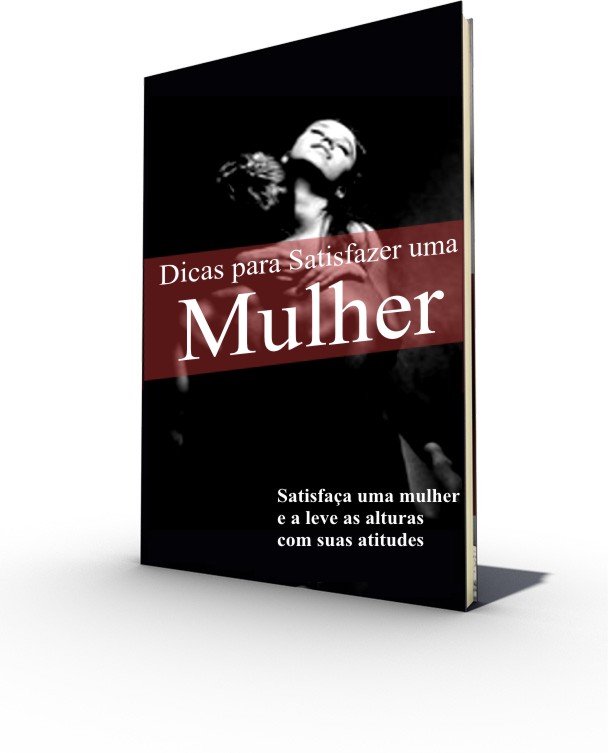 Dicas para Satisfazer uma
Mulher
Satisfaça uma mulher
e a leve as alturas
com suas atitudes